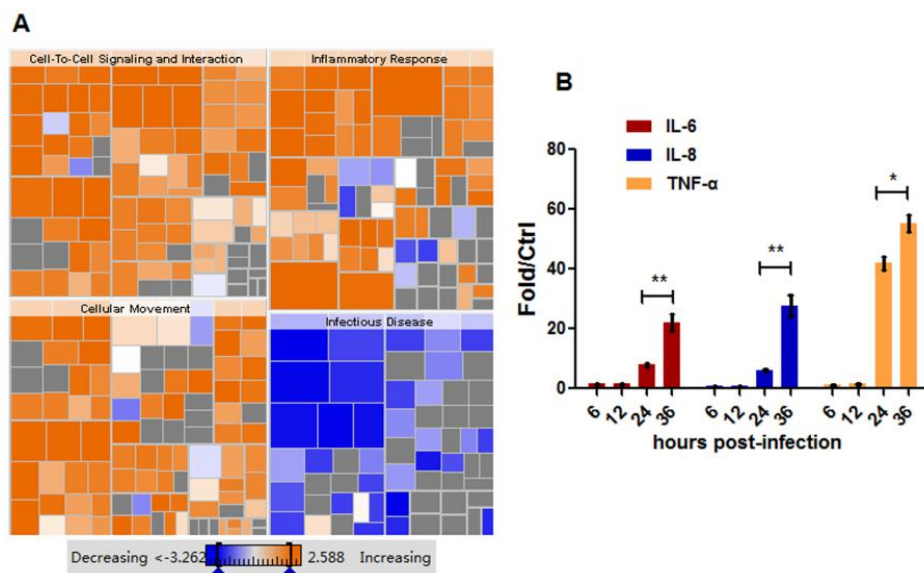 A
Cell-To-Cell Signaling and Interaction
Inflammatory Response
Cellular Movement
Infectious Disease
Decreasing <-3.262 2.588 Increasing
B
IL-6
IL-8
TNF-α
Fold/Ctrl
80
60
40
20
0
** ** *
6 12 24 36 6 12 24 36 6 12 24 36
hours post-infection